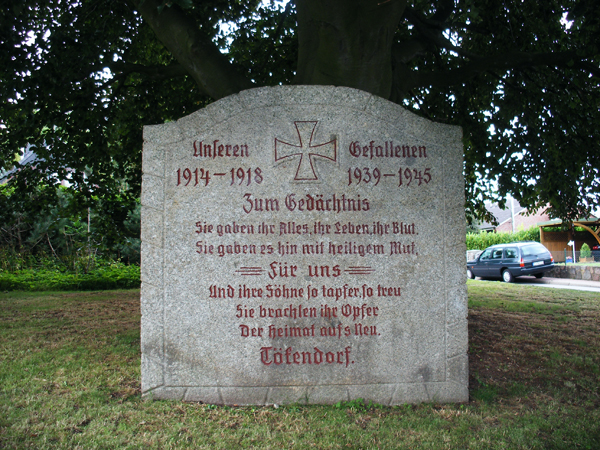 Unseren Gefallenen
1914–1918 1939–1945
Zum Gedächtnis
Sie gaben ihr Alles, ihr Leben, ihr Blut.
Sie gaben es hin mit heiligem Mut,
Für uns
Und ihre Söhne so tapfer, so treu
Sie brachten ihr Opfer
Der Heimat aufs Neu.
Tökendorf.